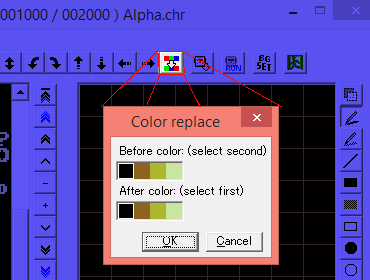 001000 / 002000 ) Alpha.chr
RUN
BG
SET
Color replace
Before color: (select second)
After color: (select first)
OK
Cancel